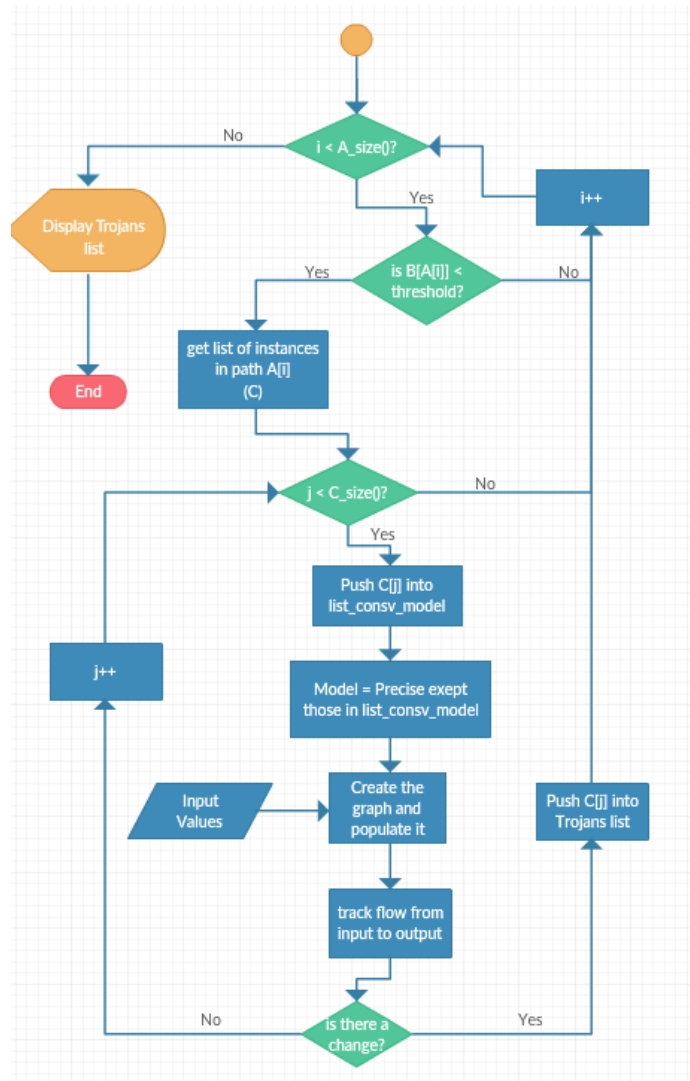 No
i < A_size()?
Yes
i++
Display Trojans
list
is B[A[i]] <
threshold?
Yes
No
get list of instances
in path A[i]
(C)
End
j < C_size()?
No
Yes
Push C[j] into
list_consv_model
j++
Model = Precise exept
those in list_consv_model
Input
Values
Create the
graph and
populate it
Push C[j] into
Trojans list
track flow from
input to output
No
is there a
change?
Yes